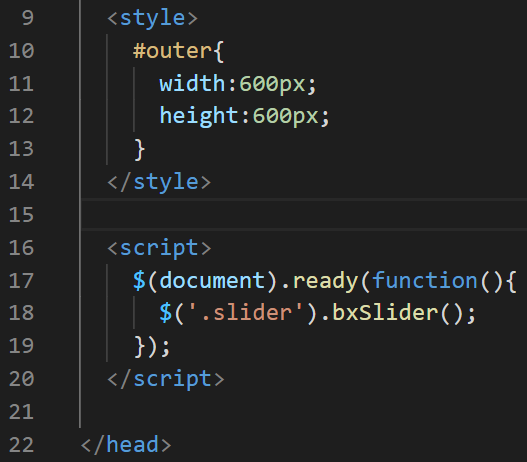 9 <style>
10 #outer{
11 width:600px;
12 height:600px;
13 }
14 </style>
15
16 <script>
17 $(document).ready(function(){
18 $('.slider').bxSlider();
19 });
20 </script>
21
22 </head>